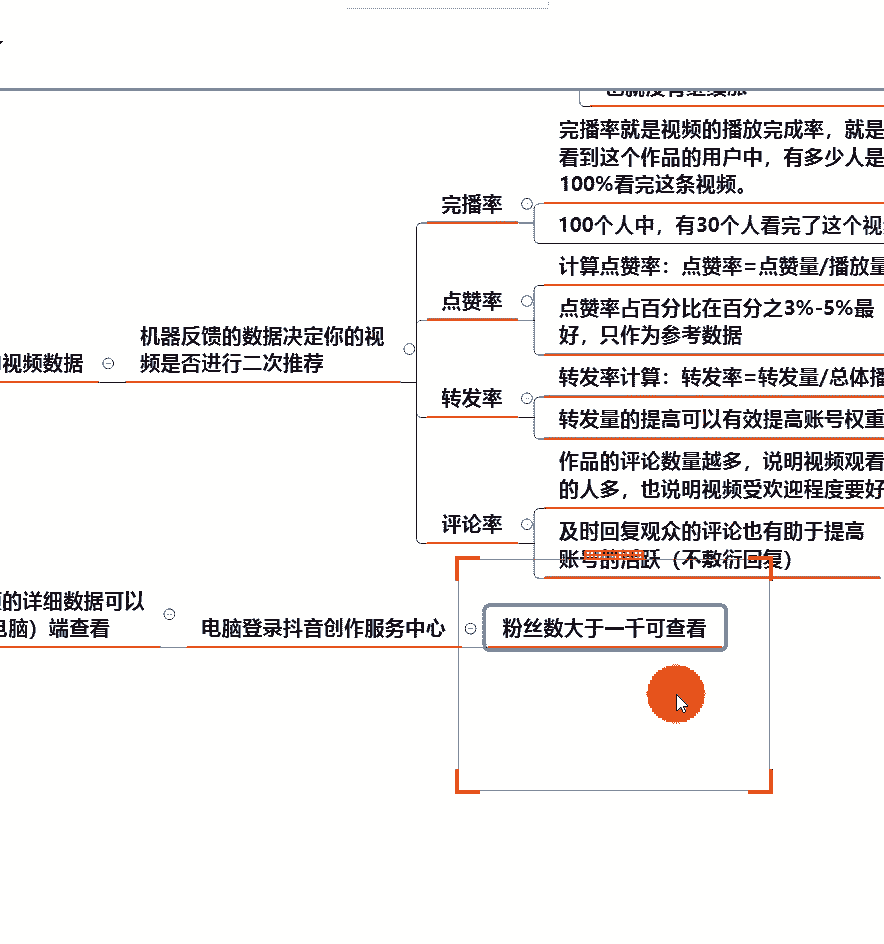 完播率就是视频的播放完成率，就是
看到这个作品的用户中，有多少人是
100%看完这条视频。
完播率
100个人中，有30个人看完了这个视
计算点赞率：点赞率=点赞量/播放量
点赞率
点赞率占百分比在百分之3%-5%最
好，只作为参考数据
机器反馈的数据决定你的视
频是否进行二次推荐
视频数据
转发率计算：转发率=转发量/总体播
转发率
转发量的提高可以有效提高账号权重
作品的评论数量越多，说明视频观看
的人多，也说明视频受欢迎程度要好
评论率
及时回复观众的评论也有助于提高
账号的活跃（不敷衍回复）
的详细数据可以
电脑）端查看
电脑登录抖音创作服务中心
粉丝数大于一千可查看